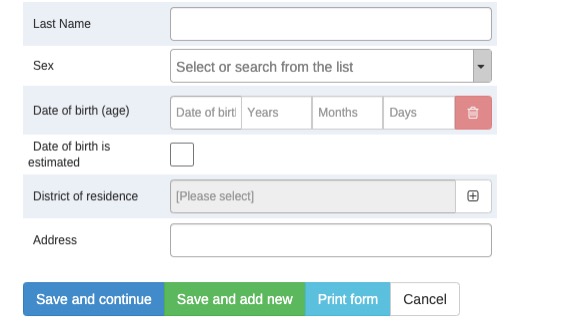 Last Name
Sex Select or search from the list
Date of birth (age) Date of birt Years Months Days
Date of birth is
estimated
District of residence [Please select]
Address
Save and continue Save and add new Print form Cancel